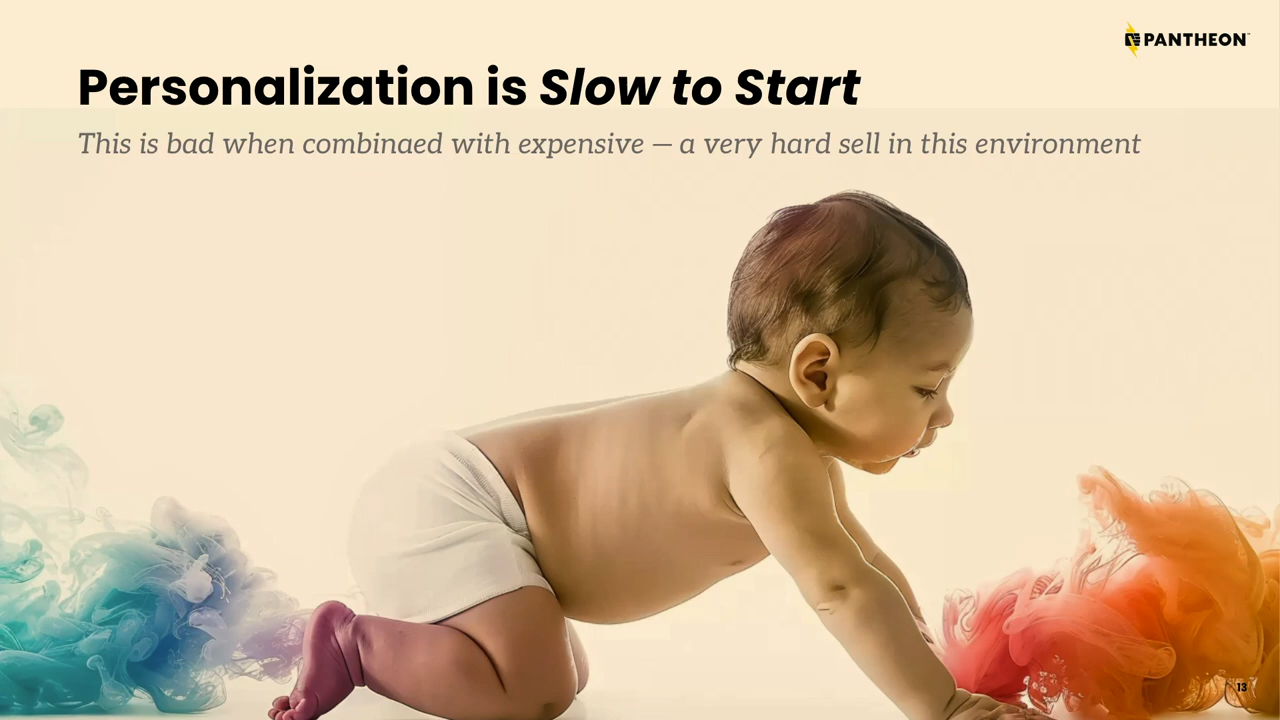 PANTHEON
Personalization is Slow to Start
This is bad when combinaed with expensive — a very hard sell in this environment
13